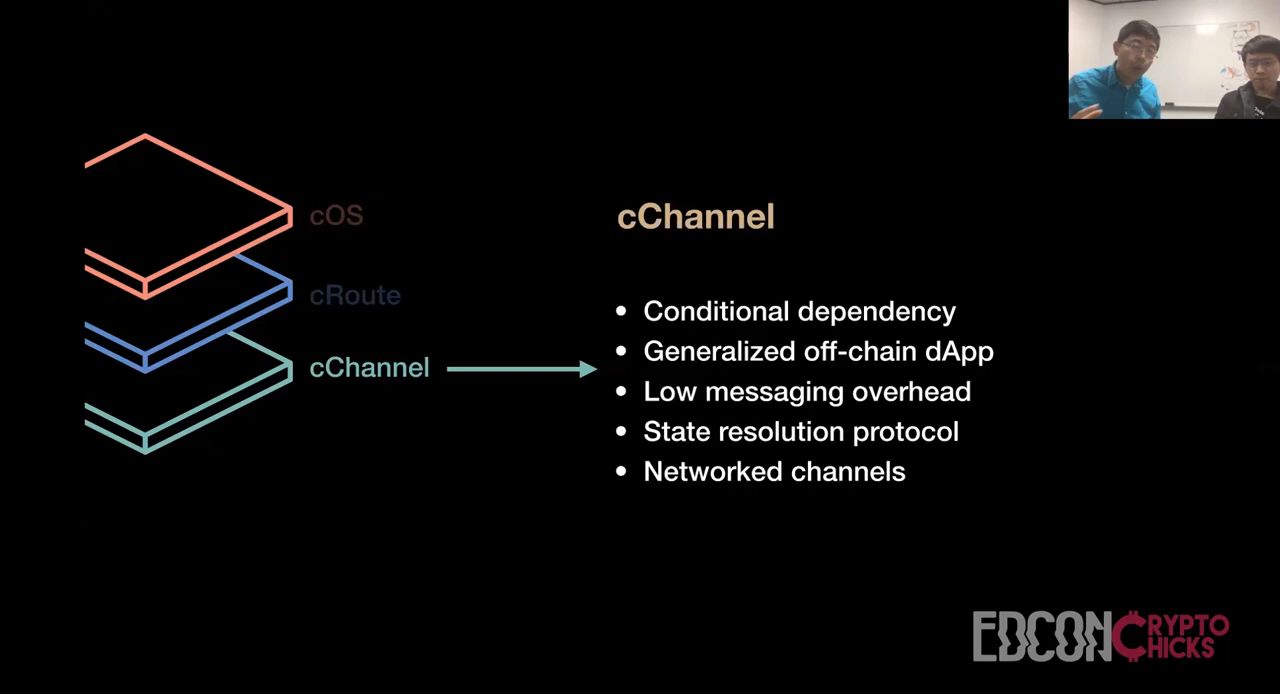 cOS
cRoute
cChannel
cChannel
• Conditional dependency
• Generalized off-chain dApp
• Low messaging overhead
• State resolution protocol
• Networked channels
EDCON CRYPTO
CHICKS